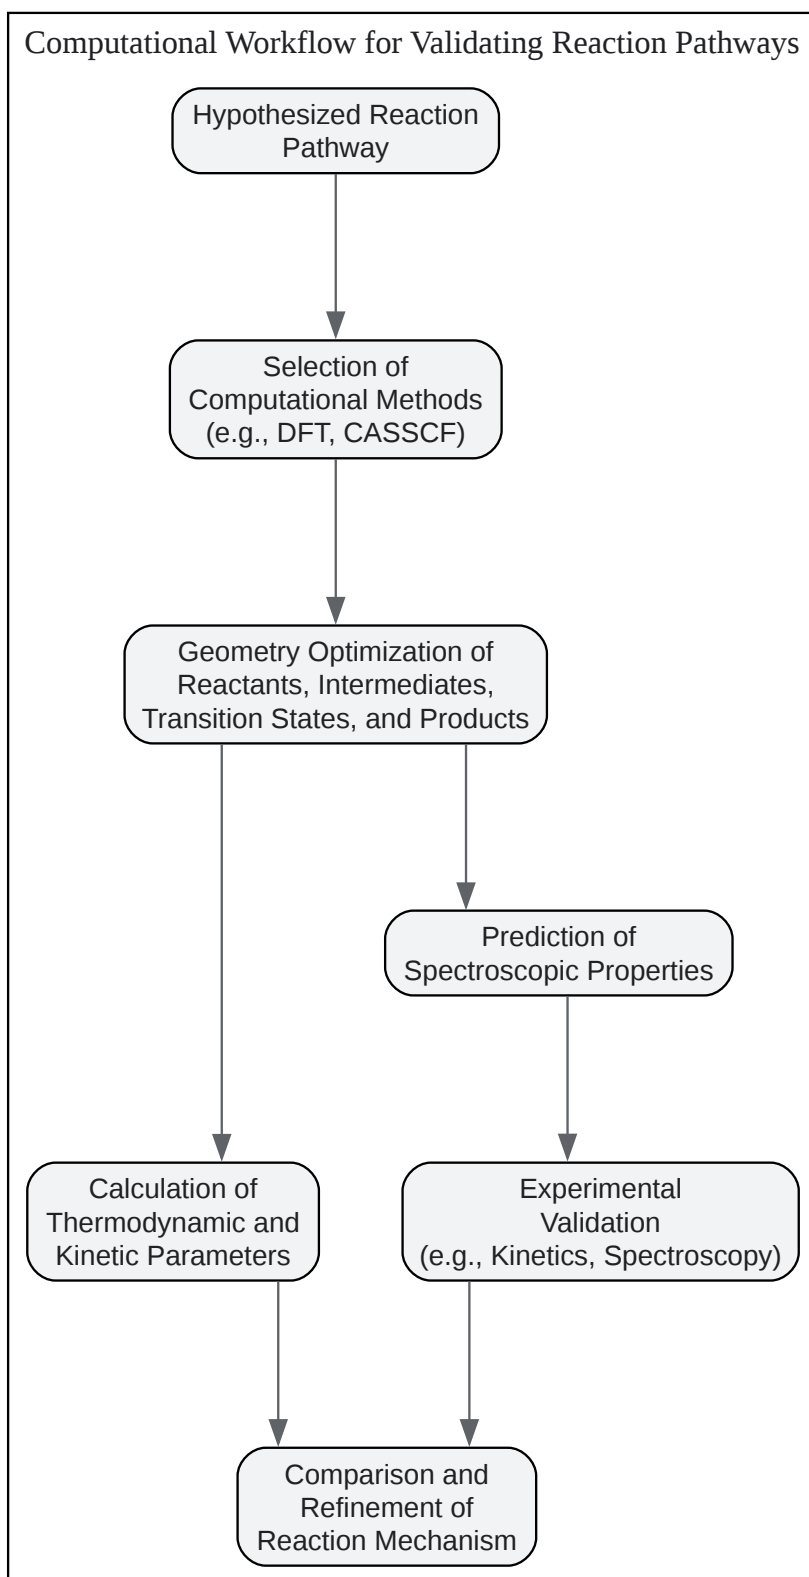 Computational Workflow for Validating Reaction Pathways
Hypothesized Reaction
Pathway
Selection of
Computational Methods
(e.g., DFT, CASSCF)
Geometry Optimization of
Reactants, Intermediates,
Transition States, and Products
Prediction of
Spectroscopic Properties
Calculation of
Thermodynamic and
Kinetic Parameters
Experimental
Validation
(e.g., Kinetics, Spectroscopy)
Comparison and
Refinement of
Reaction Mechanism